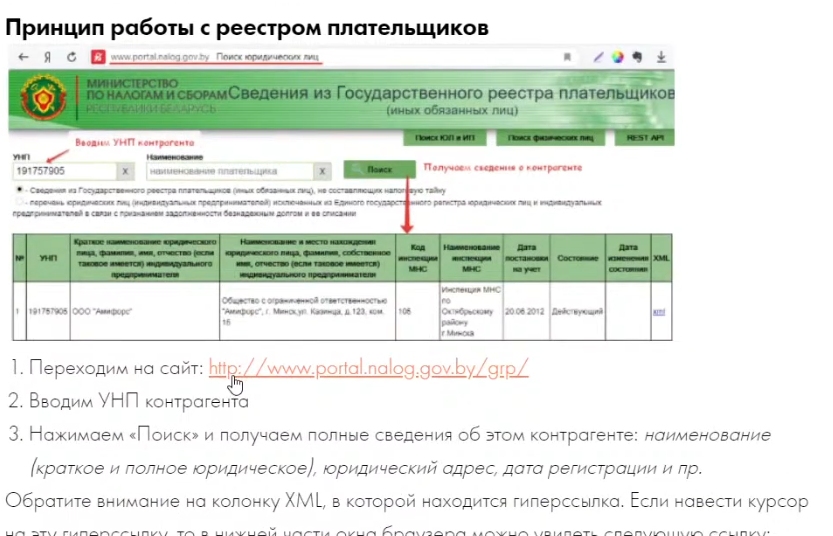 Принцип работы с реестром плательщиков
www.portal.nalog.gov.by Поиск юридических лиц
МИНИСТЕРСТВО
ПО НАЛОГАМ И СБОРАМ
РЕСПУБЛИКИ БЕЛАРУСЬ
Сведения из Государственного реестра плательщиков
(иных обязанных лиц)
Поиск ЮЛ и ИП Поиск физических лиц REST API
Вводим УНП контрагента
УНП Наименование
191757905 X наименование плательщика X Поиск
Получаем сведения о контрагенте
- Сведения из Государственного реестра плательщиков (иных обязанных лиц), не составляющих налоговую тайну
- перечень юридических лиц (индивидуальных предпринимателей) исключенных из Единого государственного регистра юридических лиц и индивидуальных
предпринимателей в связи с признанием задолженности безнадежным долгом и ее списании
№ УНП Краткое наименование юридического лица, фамилия, имя, отчество (если таковое имеется) индивидуального предпринимателя Наименование и место нахождения юридического лица, фамилия, собственное имя, отчество (если таковое имеется) индивидуального предпринимателя Код инспекции МНС Наименование инспекции МНС Дата постановки на учет Состояние Дата изменения состояния XML
1 191757905 ООО "Амифорс" Общество с ограниченной ответственностью "Амифорс", г. Минск,ул. Казинца, д.123, ком. 16 105 Инспекция МНС по Октябрьскому району г.Минска 20.08.2012 Действующий xml
1. Переходим на сайт: http://www.portal.nalog.gov.by/grp/
2. Вводим УНП контрагента
3. Нажимаем «Поиск» и получаем полные сведения об этом контрагенте: наименование
(краткое и полное юридическое), юридический адрес, дата регистрации и пр.
Обратите внимание на колонку XML, в которой находится гиперссылка. Если навести курсор
на эту гиперссылку, то в нижней части окна браузера можно увидеть следующую ссылку: